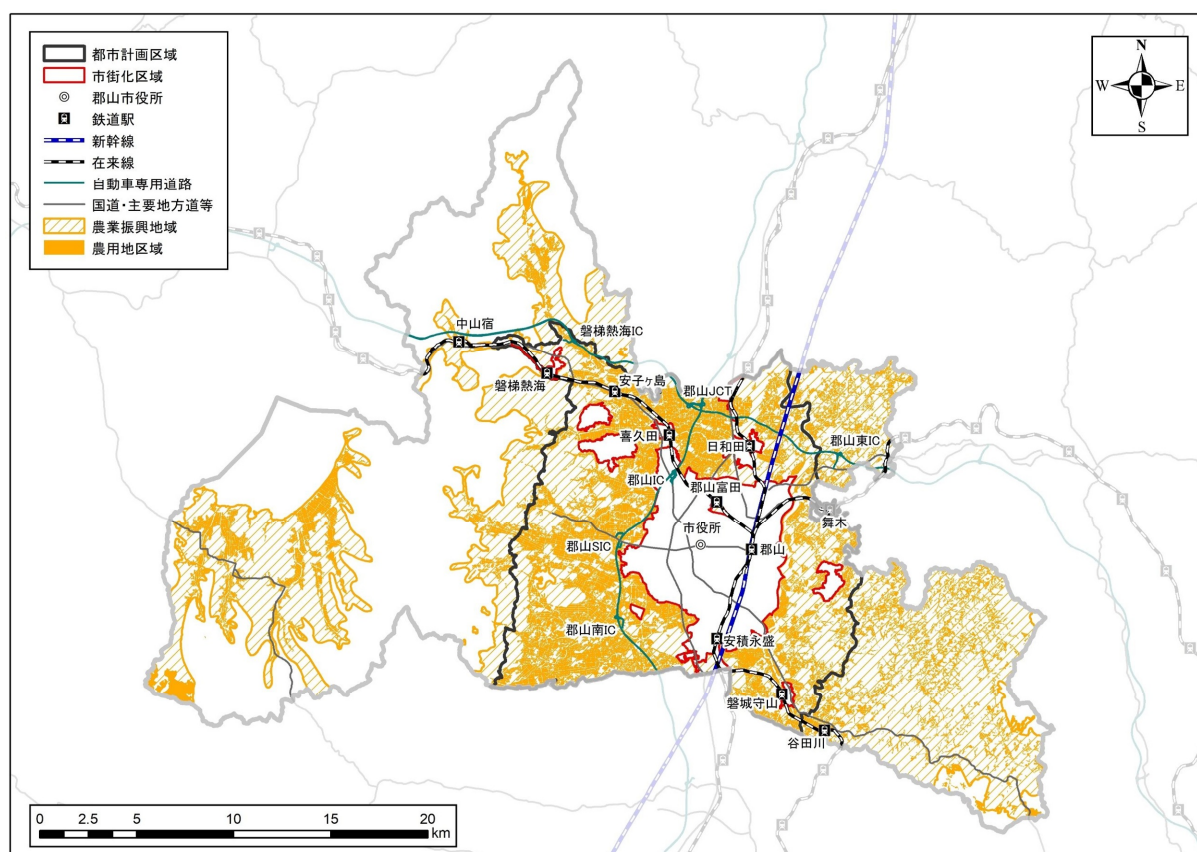 都市計画区域
市街化区域
郡山市役所
鉄道駅
新幹線
在来線
自動車専用道路
国道・主要地方道等
農業振興地域
農用地区域
N
W
E
S
中山宿
磐梯熱海IC
磐梯熱海
安子ヶ島
郡山JCT
喜久田
日和田
郡山東IC
郡山IC
郡山富田
舞木
市役所
郡山SIC
郡山
郡山南IC
安積永盛
磐城守山
谷田川
0 2.5 5 10 15 20
km